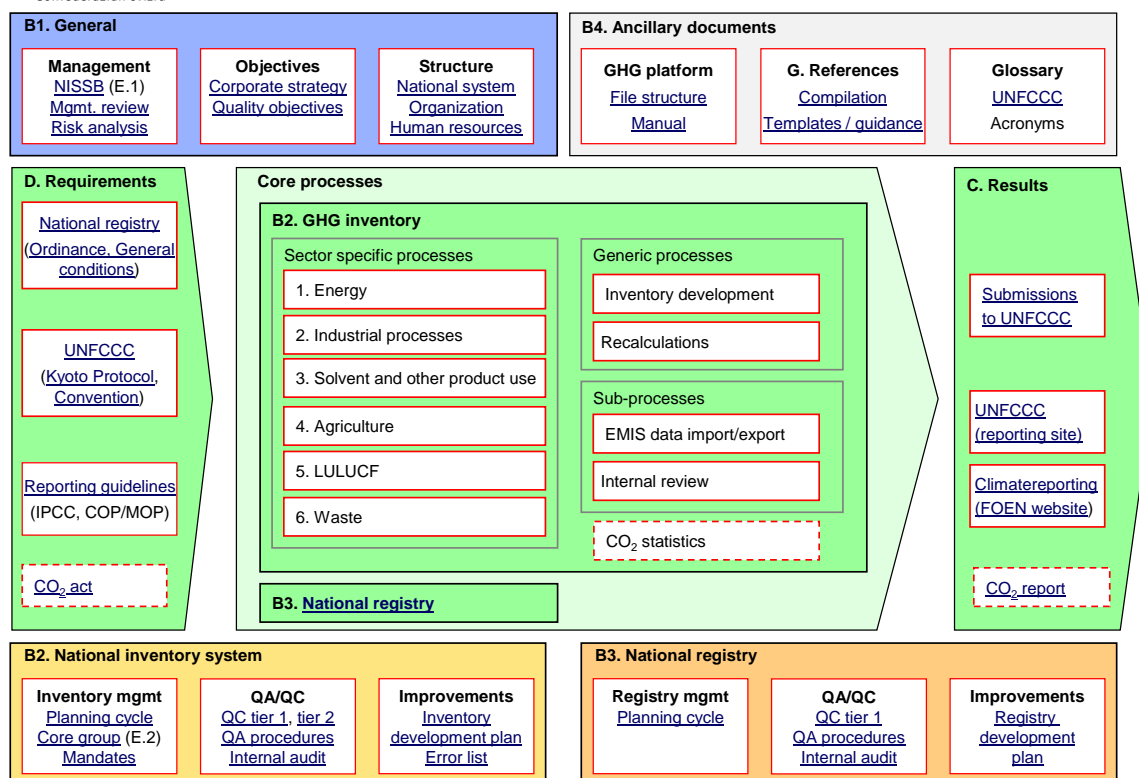 B1. General
Management
NISSB (E.1)
Mgmt. review
Risk analysis
Objectives
Corporate strategy
Quality objectives
Structure
National system
Organization
Human resources
B4. Ancillary documents
GHG platform
File structure
Manual
G. References
Compilation
Templates / guidance
Glossary
UNFCCC
Acronyms
D. Requirements
National registry
(Ordinance, General
conditions)
UNFCCC
(Kyoto Protocol,
Convention)
Reporting guidelines
(IPCC, COP/MOP)
CO2 act
Core processes
B2. GHG inventory
Sector specific processes
1. Energy
2. Industrial processes
3. Solvent and other product use
4. Agriculture
5. LULUCF
6. Waste
Generic processes
Inventory development
Recalculations
Sub-processes
EMIS data import/export
Internal review
CO2 statistics
B3. National registry
C. Results
Submissions
to UNFCCC
UNFCCC
(reporting site)
Climatereporting
(FOEN website)
CO2 report
B2. National inventory system
Inventory mgmt
Planning cycle
Core group (E.2)
Mandates
QA/QC
QC tier 1, tier 2
QA procedures
Internal audit
Improvements
Inventory
development plan
Error list
B4. National registry
Registry mgmt
Planning cycle
QA/QC
QC tier 1
QA procedures
Internal audit
Improvements
Registry
development
plan